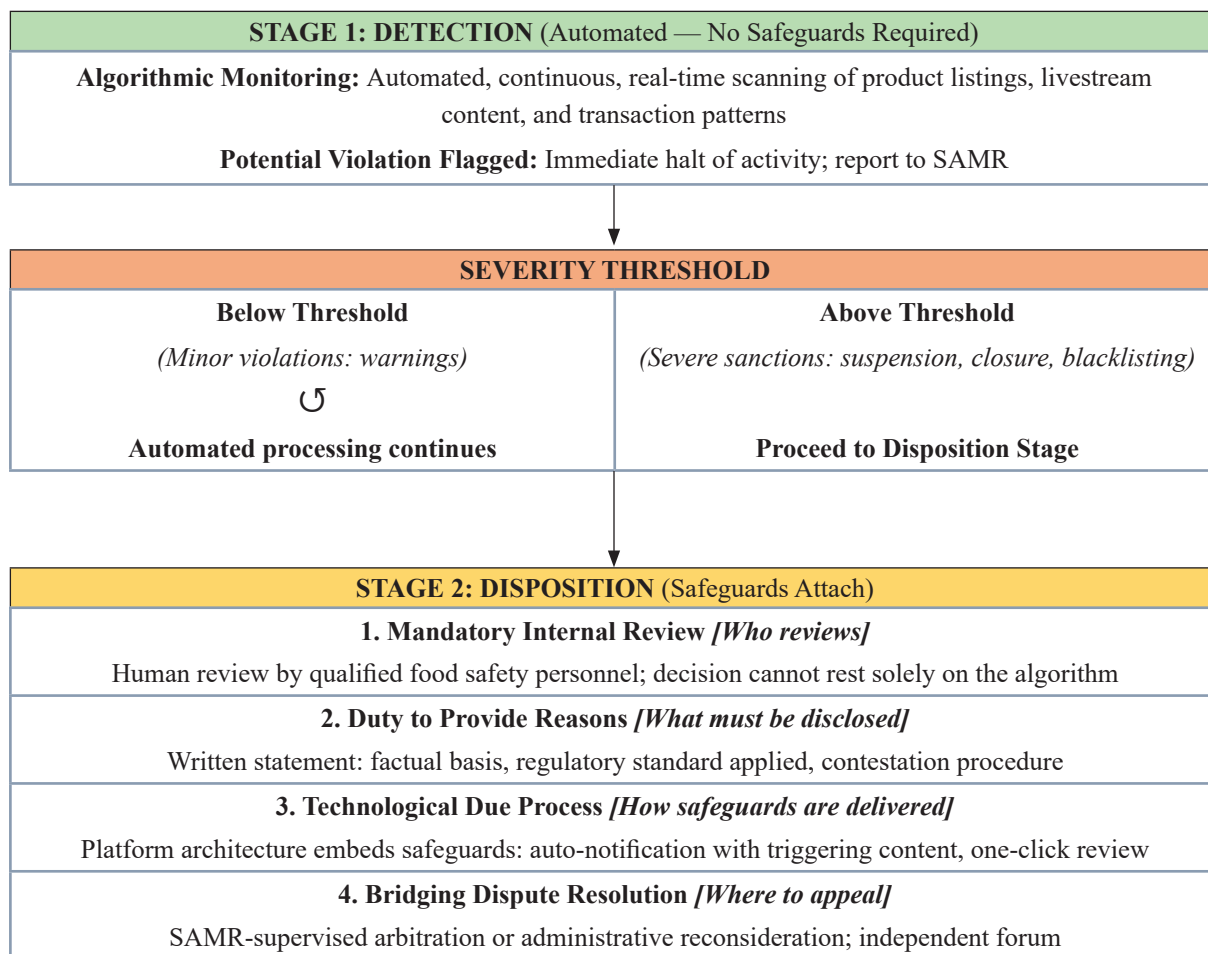 STAGE 1: DETECTION (Automated — No Safeguards Required)
Algorithmic Monitoring: Automated, continuous, real-time scanning of product listings, livestream
content, and transaction patterns
Potential Violation Flagged: Immediate halt of activity; report to SAMR
SEVERITY THRESHOLD
Below Threshold
(Minor violations: warnings)
↺
Automated processing continues
Above Threshold
(Severe sanctions: suspension, closure, blacklisting)
Proceed to Disposition Stage
STAGE 2: DISPOSITION (Safeguards Attach)
1. Mandatory Internal Review [Who reviews]
Human review by qualified food safety personnel; decision cannot rest solely on the algorithm
2. Duty to Provide Reasons [What must be disclosed]
Written statement: factual basis, regulatory standard applied, contestation procedure
3. Technological Due Process [How safeguards are delivered]
Platform architecture embeds safeguards: auto-notification with triggering content, one-click review
4. Bridging Dispute Resolution [Where to appeal]
SAMR-supervised arbitration or administrative reconsideration; independent forum